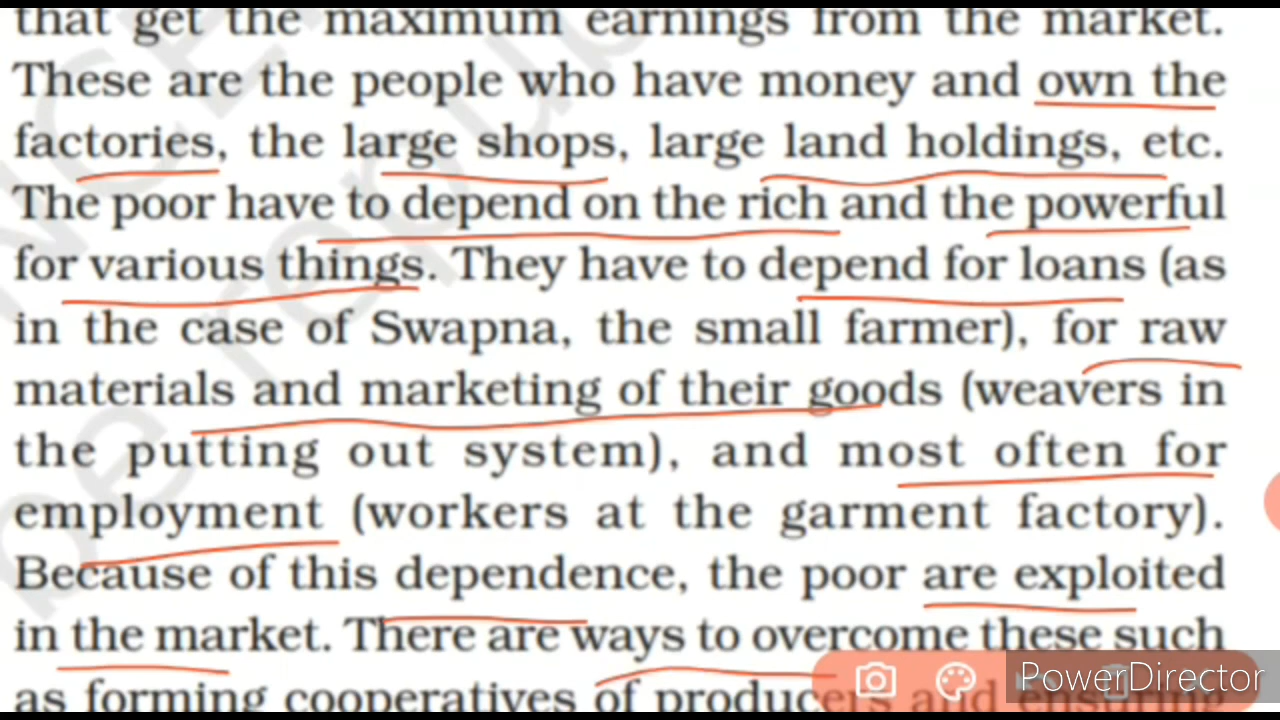 that get the maximum earnings from the market.
These are the people who have money and own the
factories, the large shops, large land holdings, etc.
The poor have to depend on the rich and the powerful
for various things. They have to depend for loans (as
in the case of Swapna, the small farmer), for raw
materials and marketing of their goods (weavers in
the putting out system), and most often for
employment (workers at the garment factory).
Because of this dependence, the poor are exploited
in the market. There are ways to overcome these such
as forming cooperatives of producers and ensuring
PowerDirector